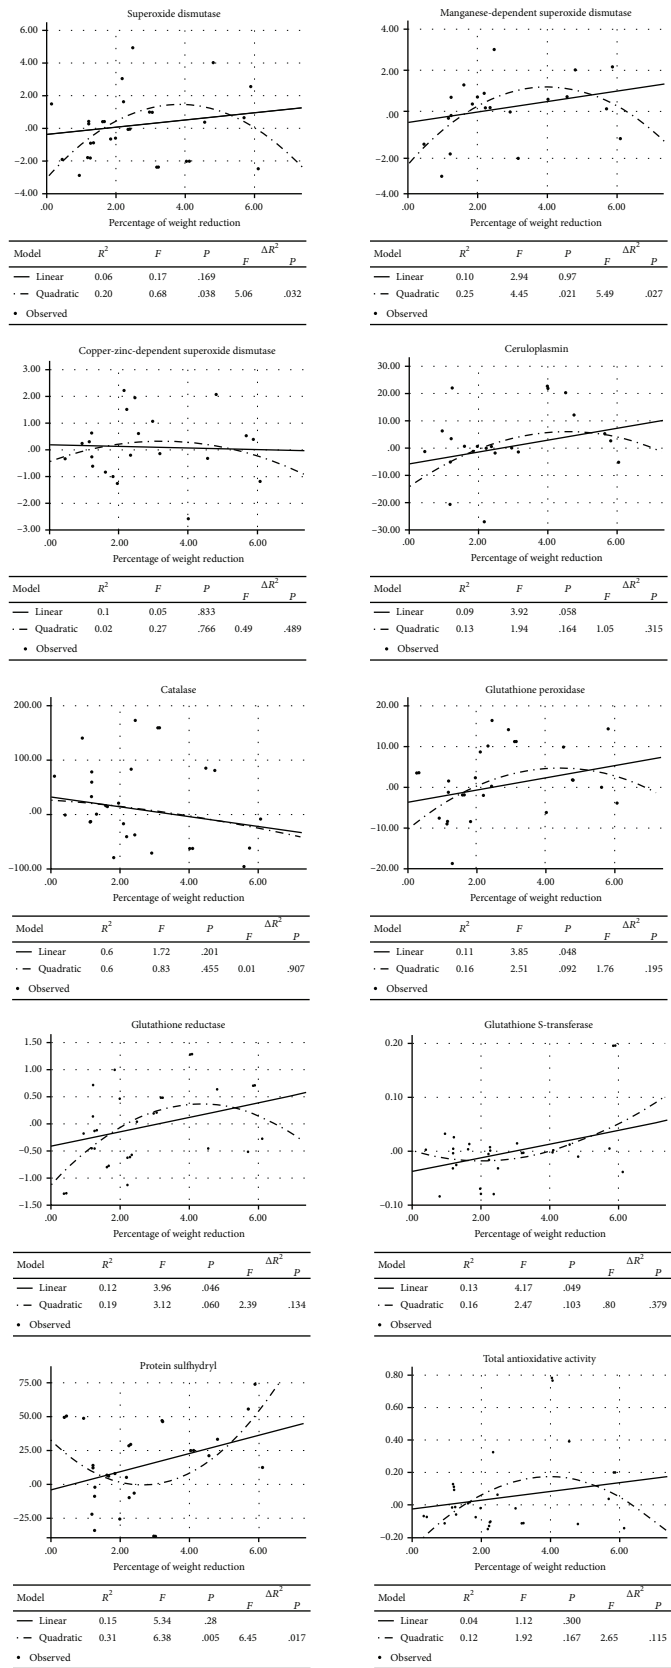 Superoxide dismutase
6.00
4.00
2.00
.00
−2.00
−4.00
.00 2.00 4.00 6.00
Percentage of weight reduction
Model R² F P ΔR² F P
Linear 0.06 0.17 .169
Quadratic 0.20 0.68 .038 5.06 .032
Observed
Manganese-dependent superoxide dismutase
4.00
2.00
.00
−2.00
−4.00
.00 2.00 4.00 6.00
Percentage of weight reduction
Model R² F P ΔR² F P
Linear 0.10 2.94 0.97
Quadratic 0.25 4.45 .021 5.49 .027
Observed
Copper-zinc-dependent superoxide dismutase
3.00
2.00
1.00
.00
−1.00
−2.00
−3.00
.00 2.00 4.00 6.00
Percentage of weight reduction
Model R² F P ΔR² F P
Linear 0.1 0.05 .833
Quadratic 0.02 0.27 .766 0.49 .489
Observed
Ceruloplasmin
30.00
20.00
10.00
.00
−10.00
−20.00
−30.00
.00 2.00 4.00 6.00
Percentage of weight reduction
Model R² F P ΔR² F P
Linear 0.09 3.92 .058
Quadratic 0.13 1.94 .164 1.05 .315
Observed
Catalase
200.00
100.00
.00
−100.00
.00 2.00 4.00 6.00
Percentage of weight reduction
Model R² F P ΔR² F P
Linear 0.6 1.72 .201
Quadratic 0.6 0.83 .455 0.01 .907
Observed
Glutathione peroxidase
20.00
10.00
.00
−10.00
−20.00
.00 2.00 4.00 6.00
Percentage of weight reduction
Model R² F P ΔR² F P
Linear 0.11 3.85 .048
Quadratic 0.16 2.51 .092 1.76 .195
Observed
Glutathione reductase
1.50
1.00
.50
.00
−0.50
−1.00
−1.50
.00 2.00 4.00 6.00
Percentage of weight reduction
Model R² F P ΔR² F P
Linear 0.12 3.96 .046
Quadratic 0.19 3.12 .060 2.39 .134
Observed
Glutathione S-transferase
0.20
0.10
.00
−0.10
.00 2.00 4.00 6.00
Percentage of weight reduction
Model R² F P ΔR² F P
Linear 0.13 4.17 .049
Quadratic 0.16 2.47 .103 .80 .379
Observed
Protein sulfhydryl
75.00
50.00
25.00
.00
−25.00
.00 2.00 4.00 6.00
Percentage of weight reduction
Model R² F P ΔR² F P
Linear 0.15 5.34 .28
Quadratic 0.31 6.38 .005 6.45 .017
Observed
Total antioxidative activity
0.80
0.60
0.40
0.20
.00
−0.20
.00 2.00 4.00 6.00
Percentage of weight reduction
Model R² F P ΔR² F P
Linear 0.04 1.12 .300
Quadratic 0.12 1.92 .167 2.65 .115
Observed